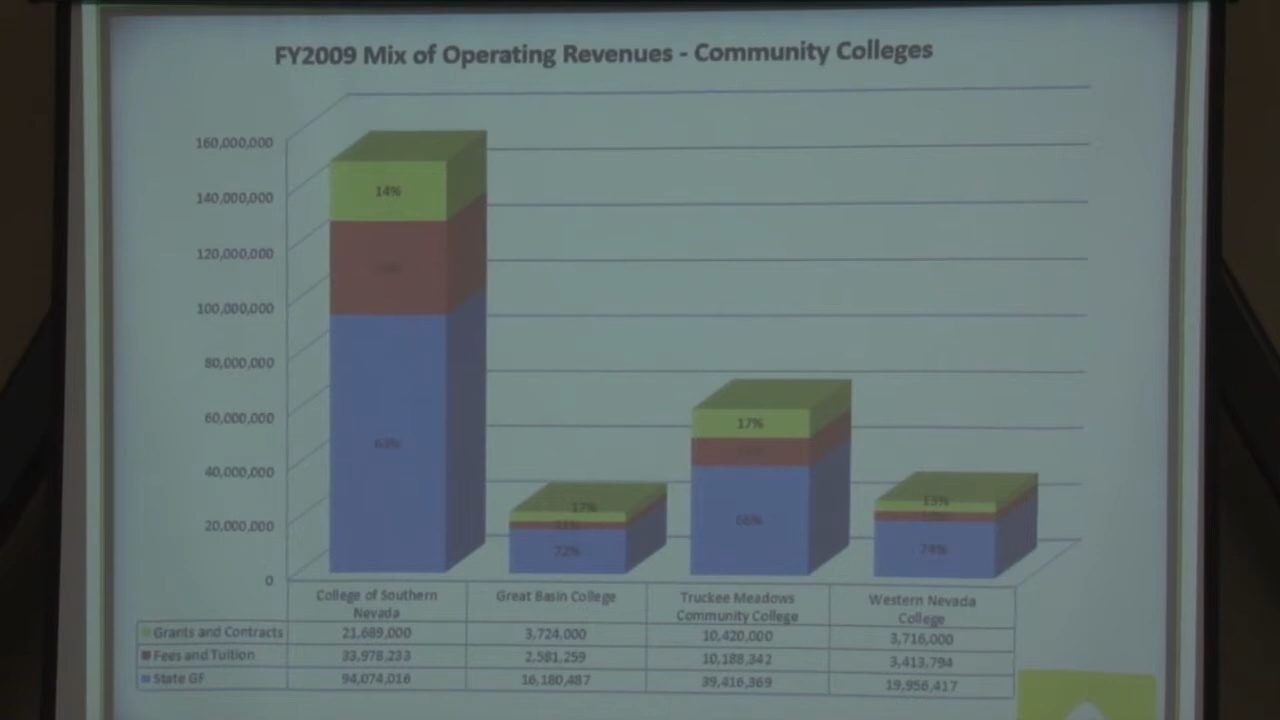 FY2009 Mix of Operating Revenues - Community Colleges
160,000,000
140,000,000
120,000,000
100,000,000
80,000,000
60,000,000
40,000,000
20,000,000
0
14%
63%
17%
72%
17%
66%
13%
74%
College of Southern Nevada
Great Basin College
Truckee Meadows Community College
Western Nevada College
Grants and Contracts 21,689,000 3,724,000 10,420,000 3,716,000
Fees and Tuition 33,978,233 2,581,259 10,188,342 3,413,794
State GF 94,074,016 16,180,487 39,416,369 19,956,417